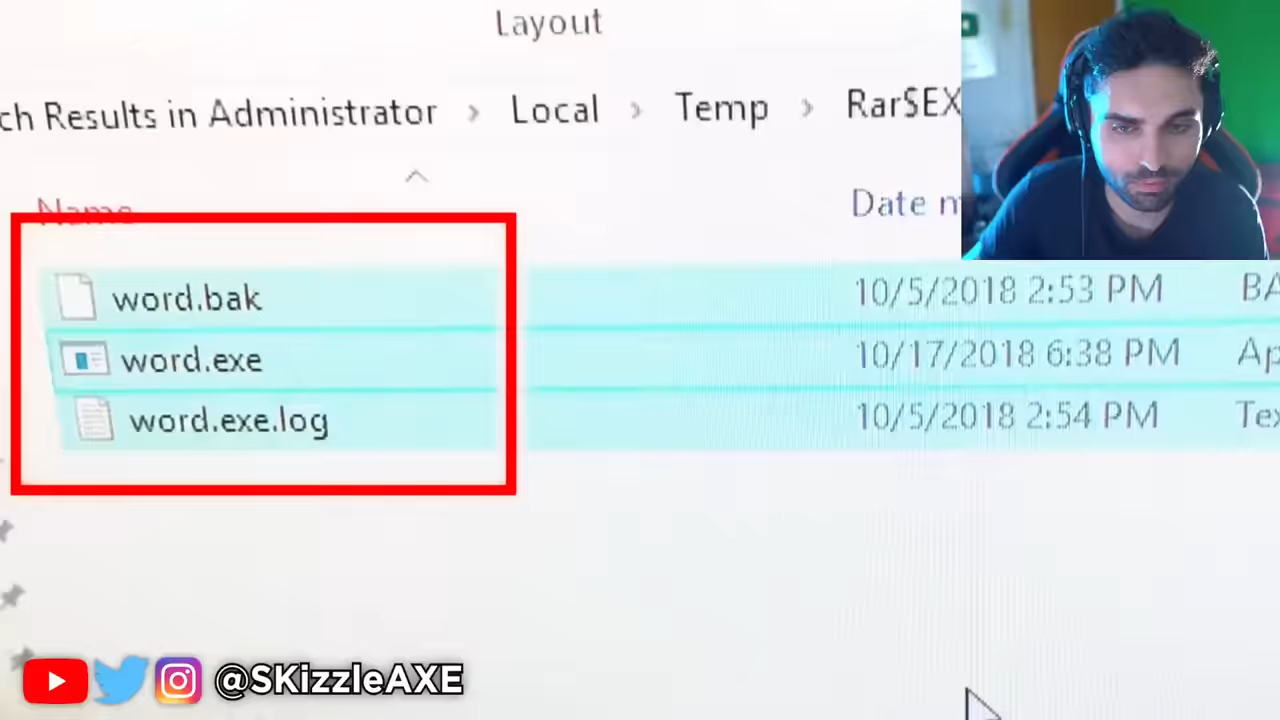 Layout
ch Results in Administrator > Local > Temp > Rar$EX
Name
Date m
word.bak 10/5/2018 2:53 PM BA
word.exe 10/17/2018 6:38 PM Ap
word.exe.log 10/5/2018 2:54 PM Tex
@SKizzleAXE